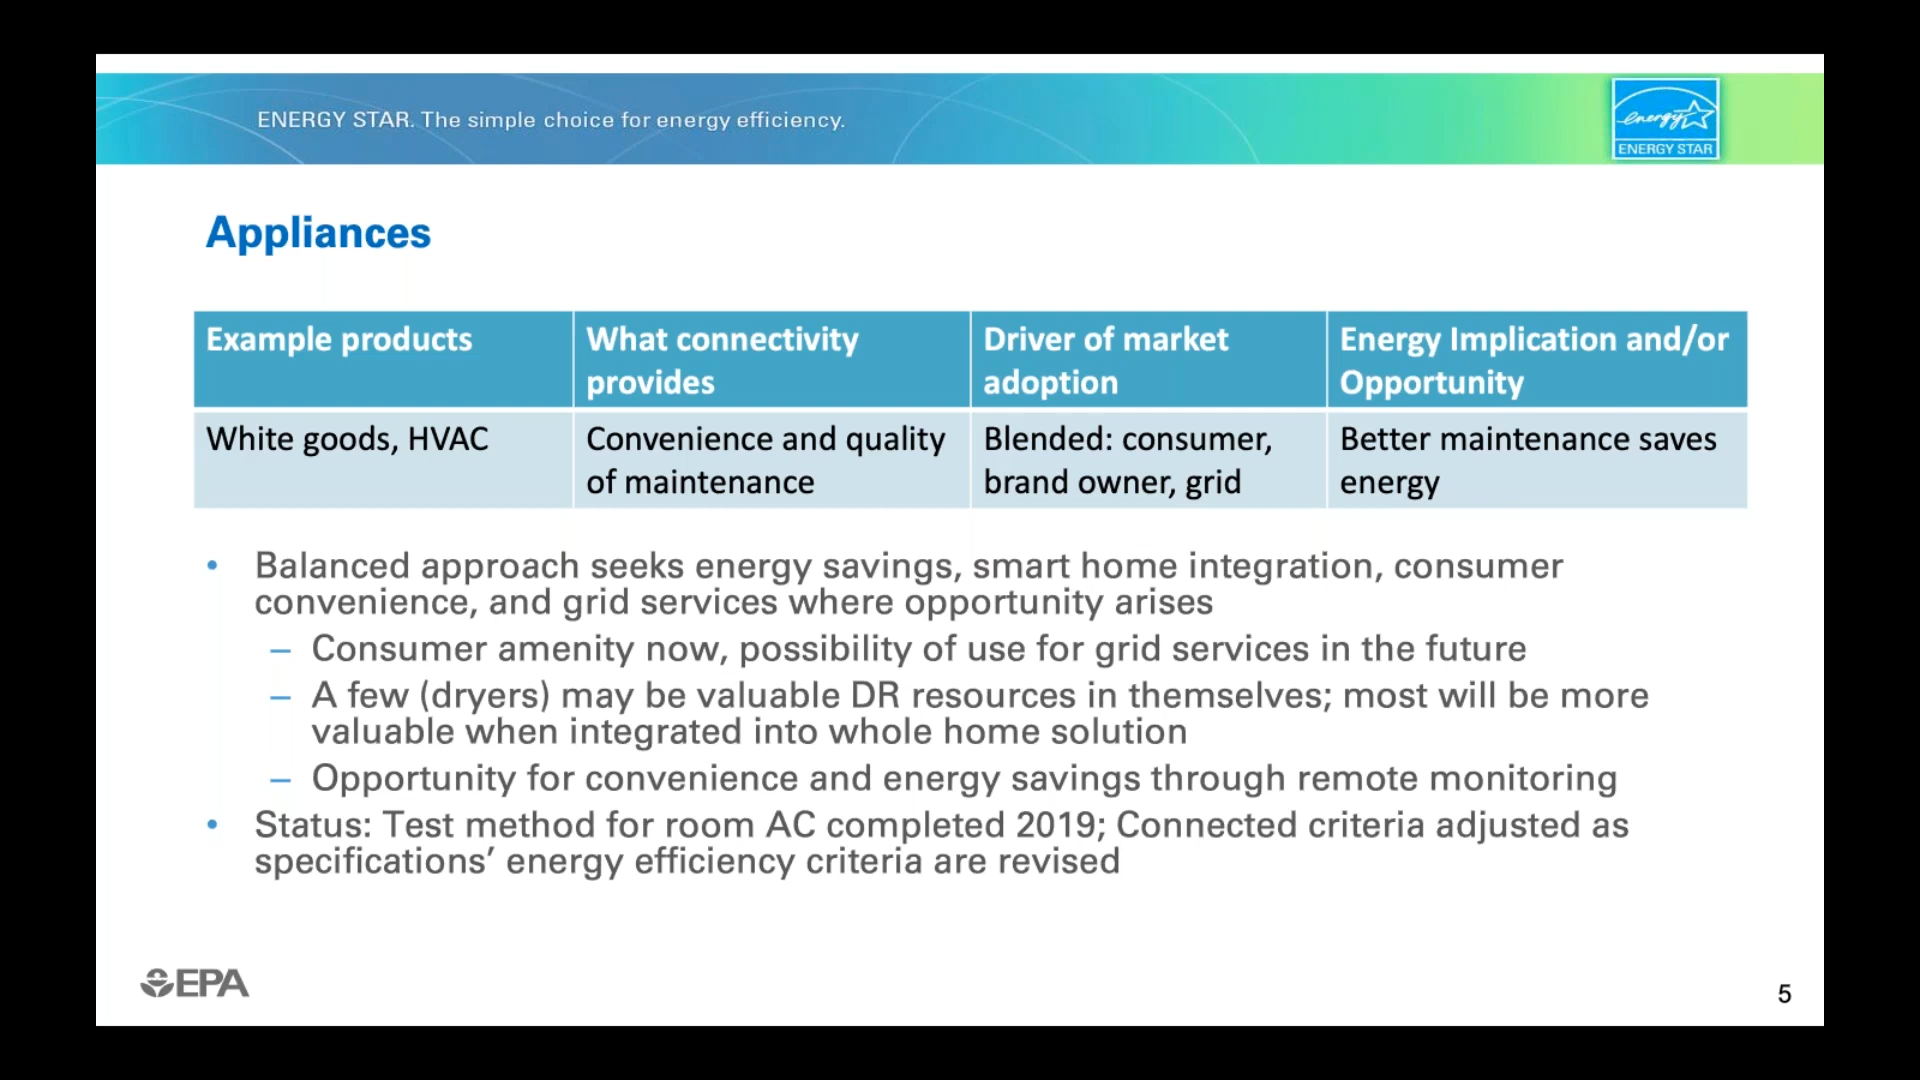 ENERGY STAR. The simple choice for energy efficiency.
energy
ENERGY STAR
Appliances
Example products
What connectivity
provides
Driver of market
adoption
Energy Implication and/or
Opportunity
White goods, HVAC
Convenience and quality
of maintenance
Blended: consumer,
brand owner, grid
Better maintenance saves
energy
• Balanced approach seeks energy savings, smart home integration, consumer
convenience, and grid services where opportunity arises
– Consumer amenity now, possibility of use for grid services in the future
– A few (dryers) may be valuable DR resources in themselves; most will be more
valuable when integrated into whole home solution
– Opportunity for convenience and energy savings through remote monitoring
• Status: Test method for room AC completed 2019; Connected criteria adjusted as
specifications’ energy efficiency criteria are revised
EPA
5